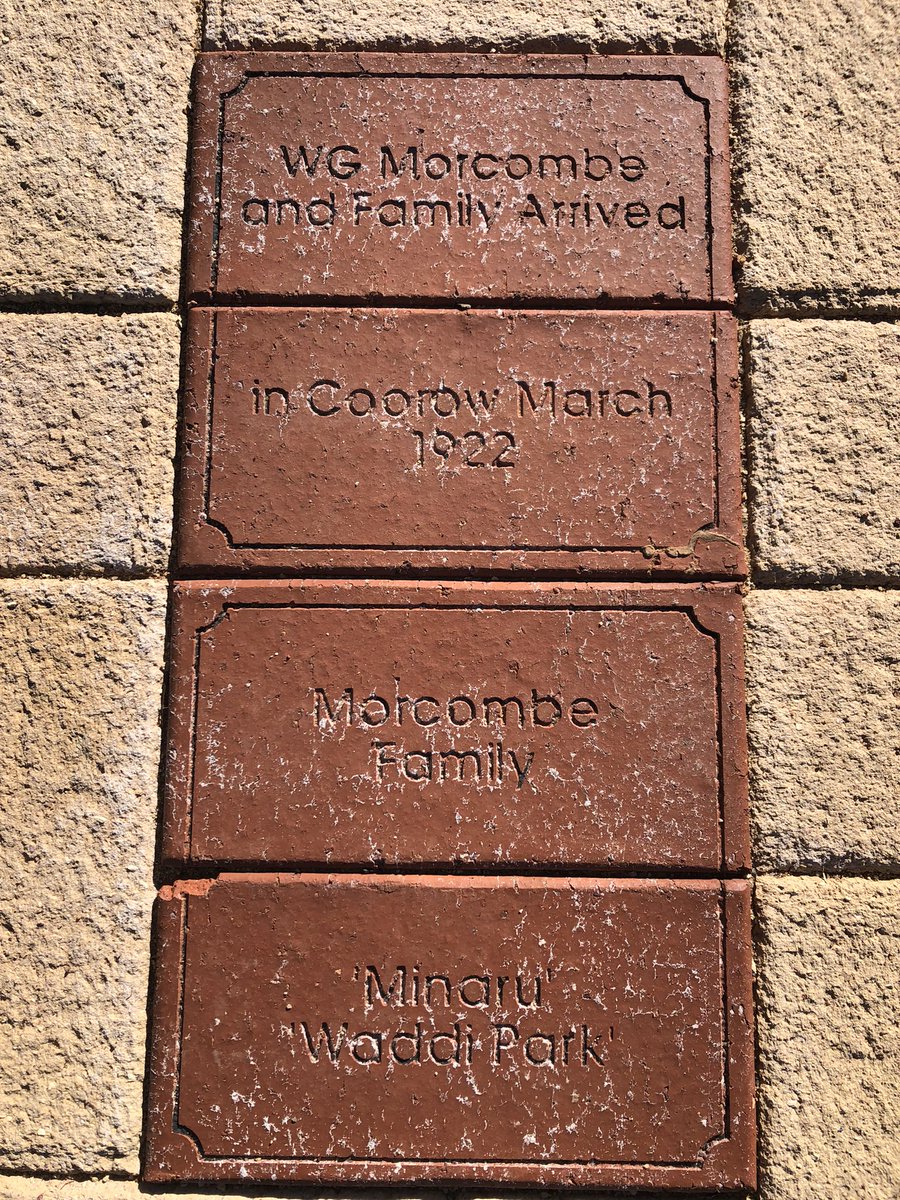 WG Morcombe
and Family Arrived
in Coorow March
1922
Morcombe
Family
'Minaru'
'Waddi Park'